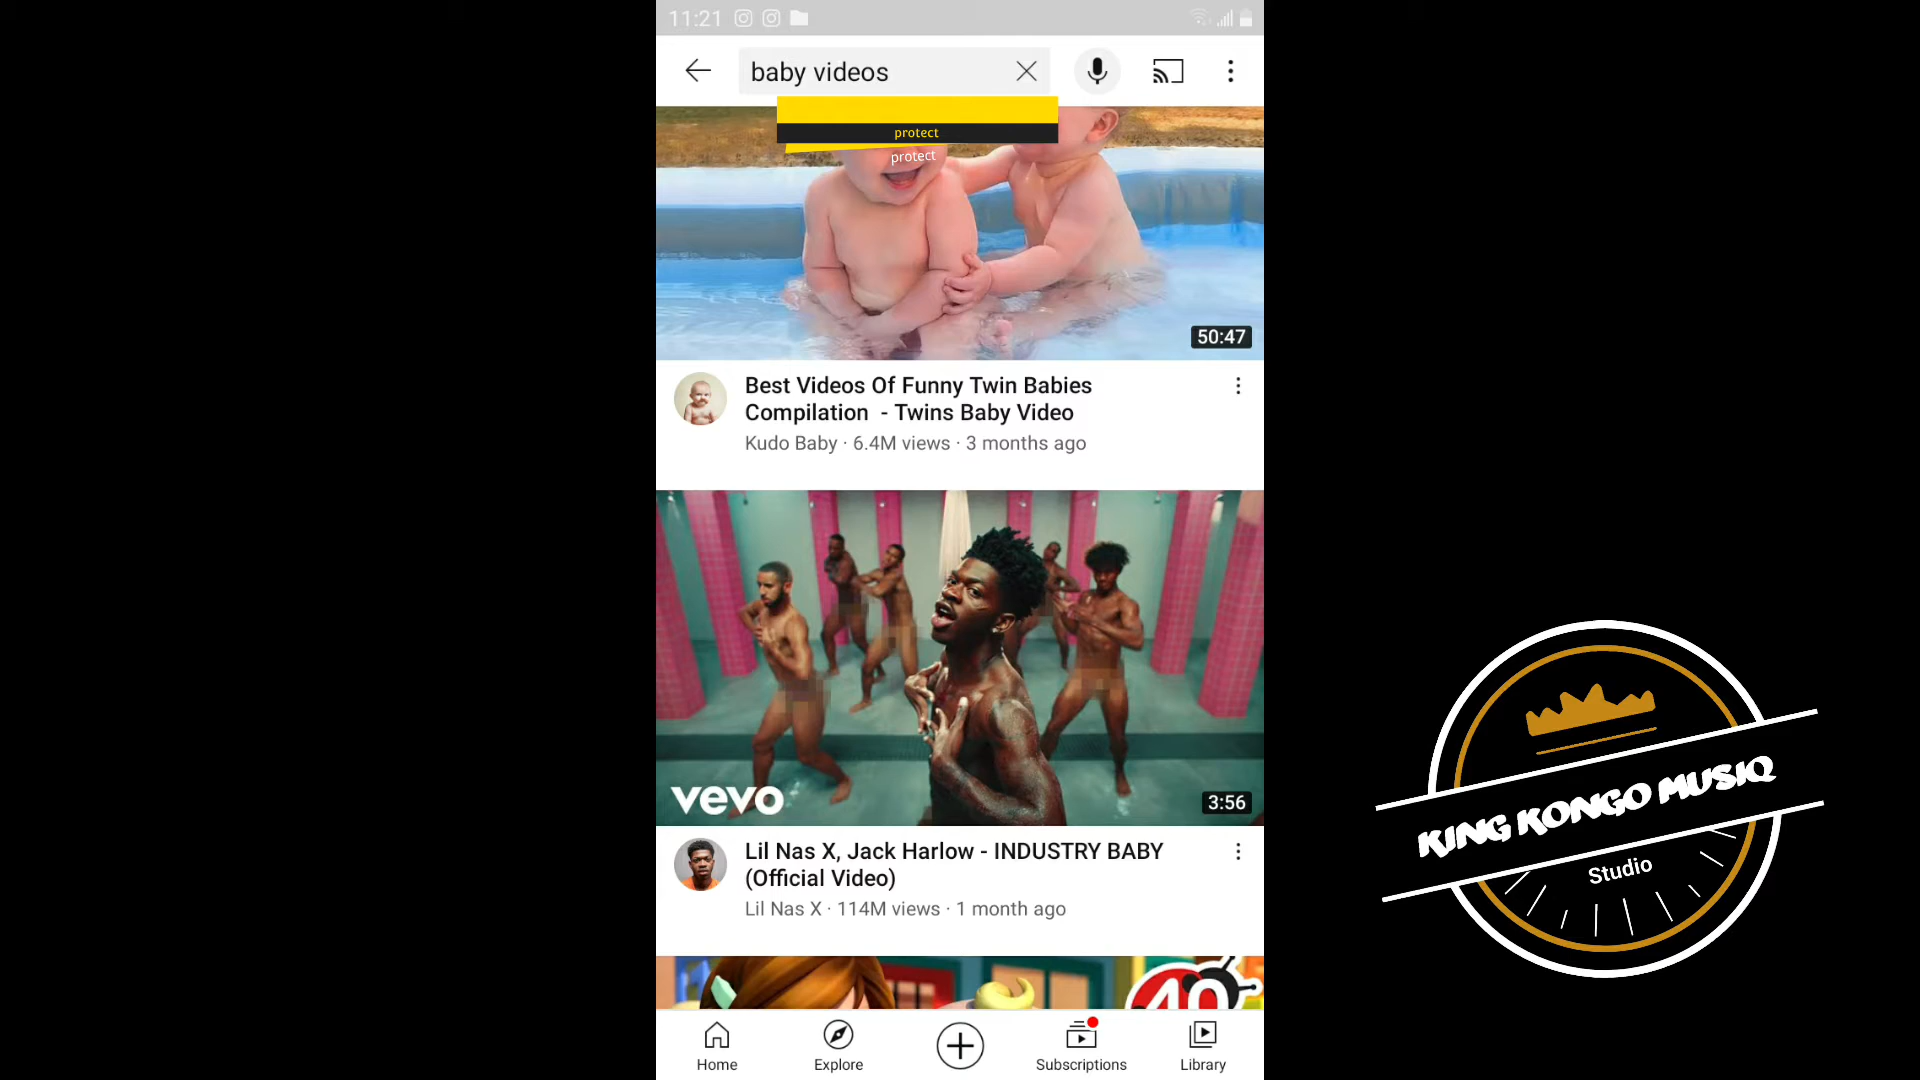 11:21
baby videos
protect
protect
50:47
Best Videos Of Funny Twin Babies
Compilation - Twins Baby Video
Kudo Baby · 6.4M views · 3 months ago
vevo
3:56
Lil Nas X, Jack Harlow - INDUSTRY BABY
(Official Video)
Lil Nas X · 114M views · 1 month ago
40
Home
Explore
Subscriptions
Library
KING KONGO MUSIQ
Studio